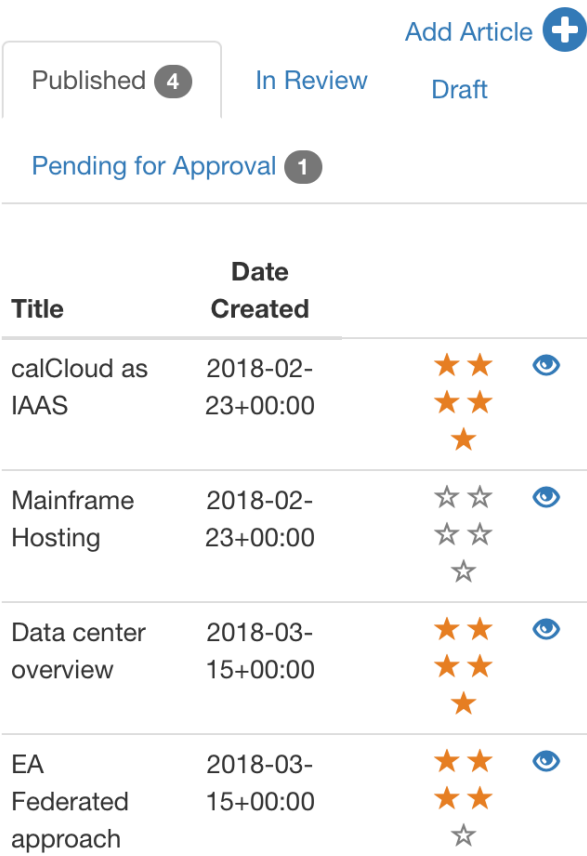 Add Article
Published 4
In Review
Draft
Pending for Approval 1
Title
Date
Created
calCloud as
IAAS
2018-02-
23+00:00
Mainframe
Hosting
2018-02-
23+00:00
Data center
overview
2018-03-
15+00:00
EA
Federated
approach
2018-03-
15+00:00